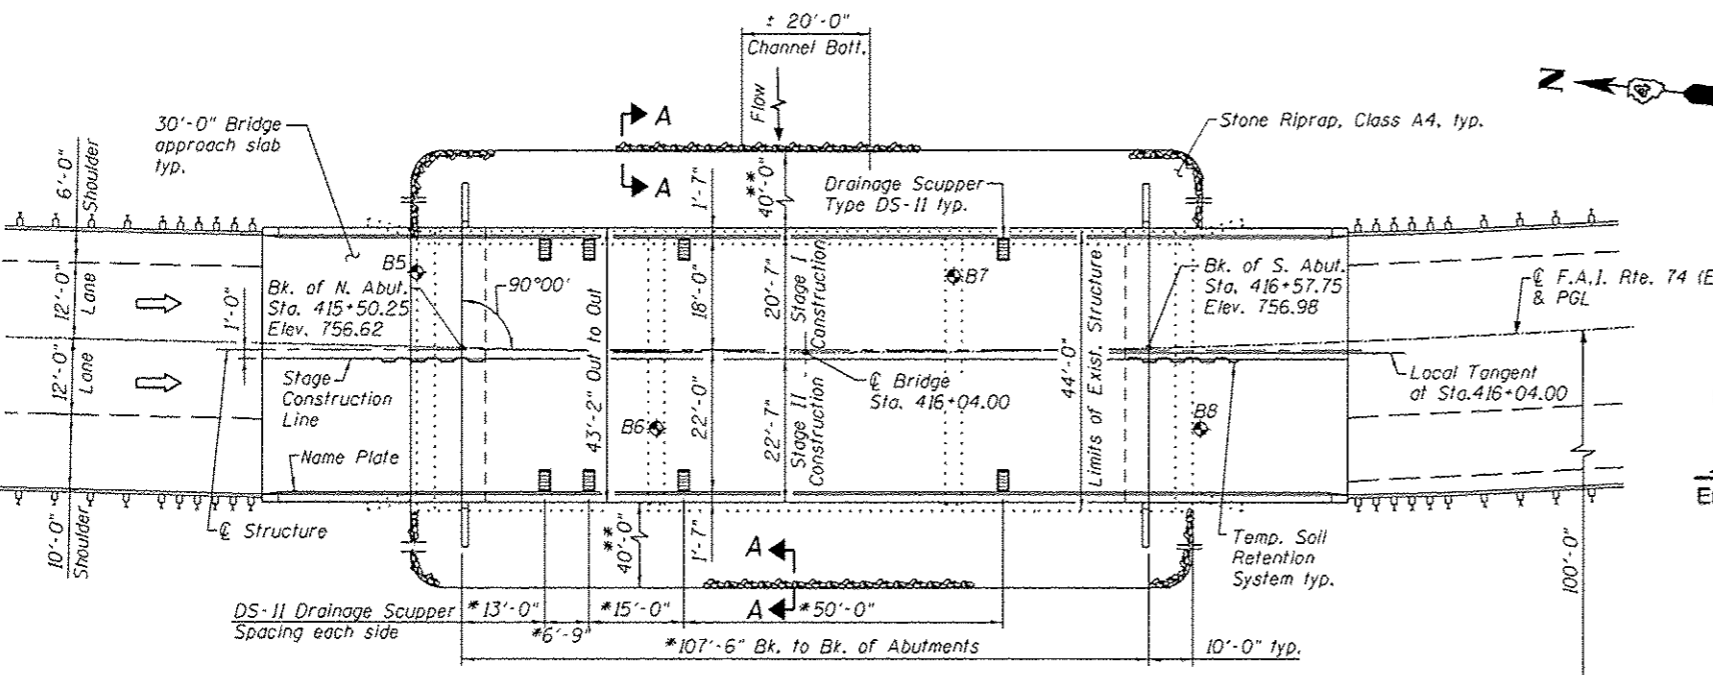 ± 20'-0"
Channel Bott.
Flow
A
A
30'-0" Bridge
approach slab
typ.
6'-0"
Shoulder
12'-0"
Lane
12'-0"
Lane
10'-0"
Shoulder
1'-0"
B5
Bk. of N. Abut.
Sta. 415+50.25
Elev. 756.62
90°00'
Stage
Construction
Line
Name Plate
℄ Structure
43'-2" Out to Out
B6
1'-7"
18'-0"
22'-0"
1'-7"
**
40'-0"
20'-7"
Stage I
Construction
22'-7"
Stage II
Construction
**
40'-0"
Drainage Scupper
Type DS-11 typ.
B7
℄ Bridge
Sta. 416+04.00
44'-0"
Limits of Exist. Structure
Stone Riprap, Class A4, typ.
Bk. of S. Abut.
Sta. 416+57.75
Elev. 756.98
B8
℄ F.A.I. Rte. 74 (E
& PGL
Local Tangent
at Sta.416+04.00
Temp. Soil
Retention
System typ.
100'-0"
N
A
A
DS-11 Drainage Scupper
Spacing each side
*13'-0"
*6'-9"
*15'-0"
*50'-0"
*107'-6" Bk. to Bk. of Abutments
10'-0" typ.